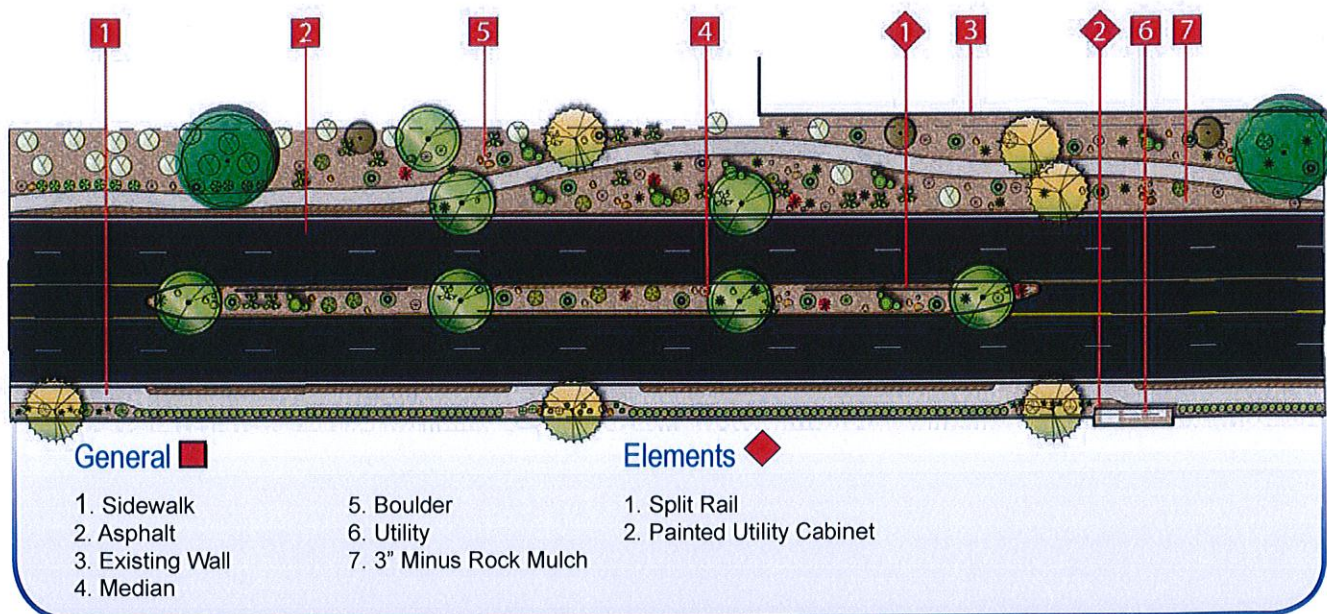 1 2 5 4 1 3 2 6 7
General
Elements
1. Sidewalk
2. Asphalt
3. Existing Wall
4. Median
5. Boulder
6. Utility
7. 3" Minus Rock Mulch
1. Split Rail
2. Painted Utility Cabinet